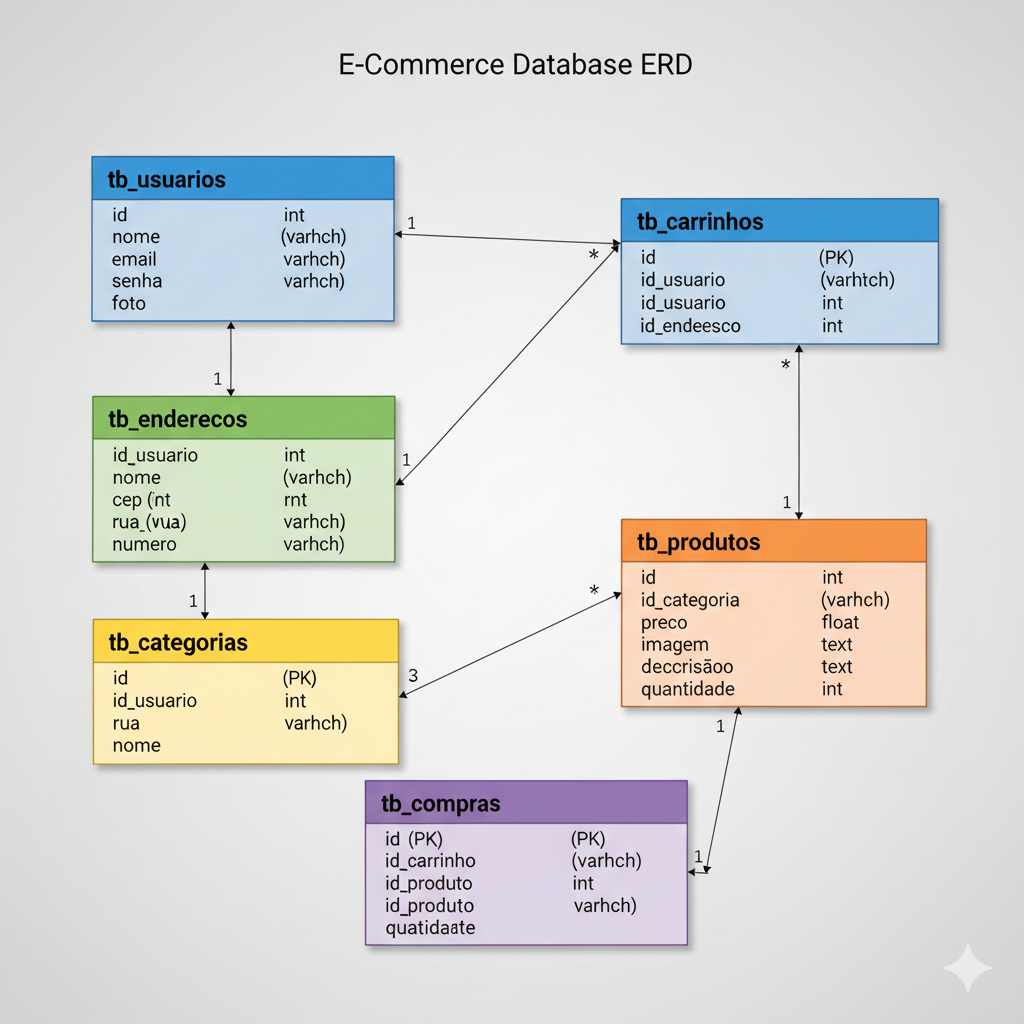 E-Commerce Database ERD
tb_usuarios
id int
nome (varhch)
email varhch)
senha varhch)
foto
1
*
tb_carrinhos
id (PK)
id_usuario (varhtch)
id_usuario int
id_endeesco int
1
tb_enderecos
id_usuario int
nome (varhch)
cep (int rnt
rua_(vua) varhch)
numero varhch)
1
*
1
1
tb_categorias
id (PK)
id_usuario int
rua varhch)
nome
3
*
tb_produtos
id int
id_categoria (varhch)
preco float
imagem text
deccrisãoo text
quantidade int
1
1
tb_compras
id (PK) (PK)
id_carrinho (varhch)
id_produto int
id_produto varhch)
quatidaate